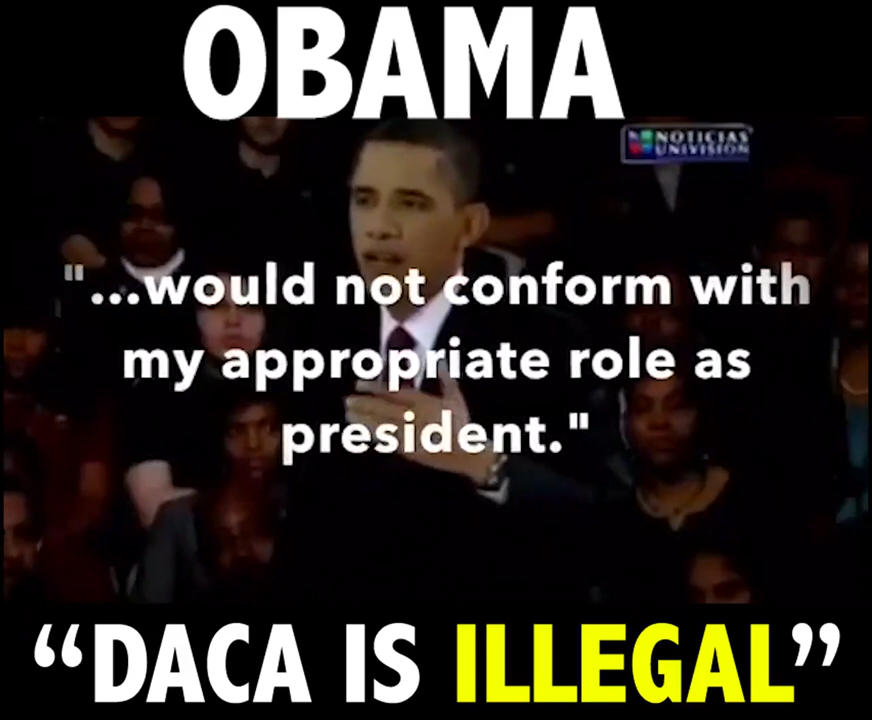 OBAMA
NOTICIAS
UNIVISION
"...would not conform with
my appropriate role as
president."
“DACA IS ILLEGAL”